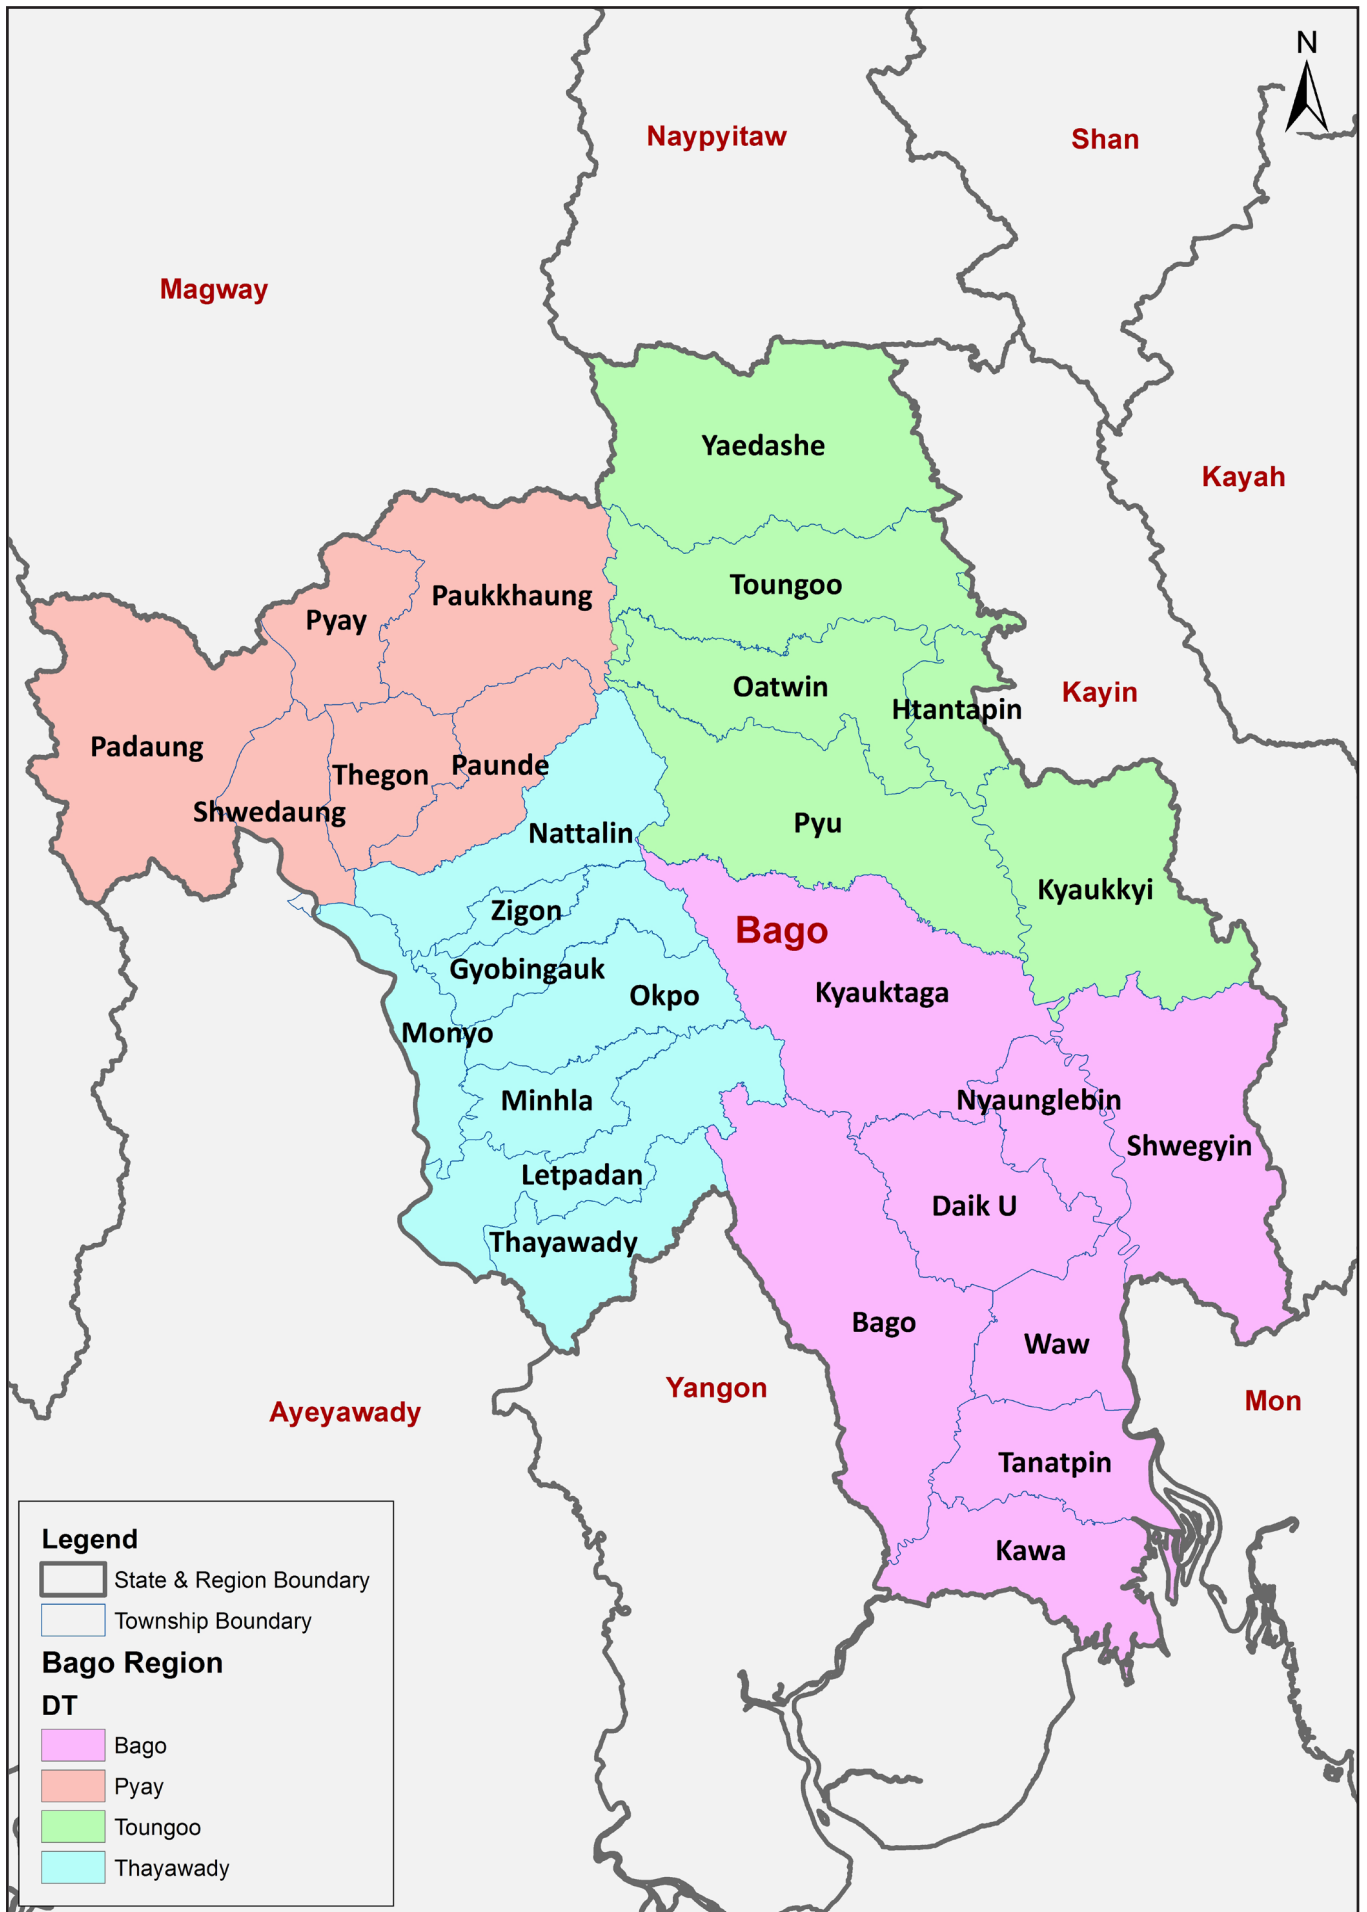 N
Naypyitaw
Shan
Magway
Yaedashe
Kayah
Toungoo
Paukkhaung
Pyay
Oatwin
Kayin
Htantapin
Padaung
Paunde
Thegon
Shwedaung
Pyu
Nattalin
Kyaukkyi
Zigon
Bago
Gyobingauk
Kyauktaga
Okpo
Monyo
Minhla
Nyaunglebin
Shwegyin
Letpadan
Daik U
Thayawady
Bago
Waw
Yangon
Mon
Ayeyawady
Tanatpin
Kawa
Legend
State & Region Boundary
Township Boundary
Bago Region
DT
Bago
Pyay
Toungoo
Thayawady